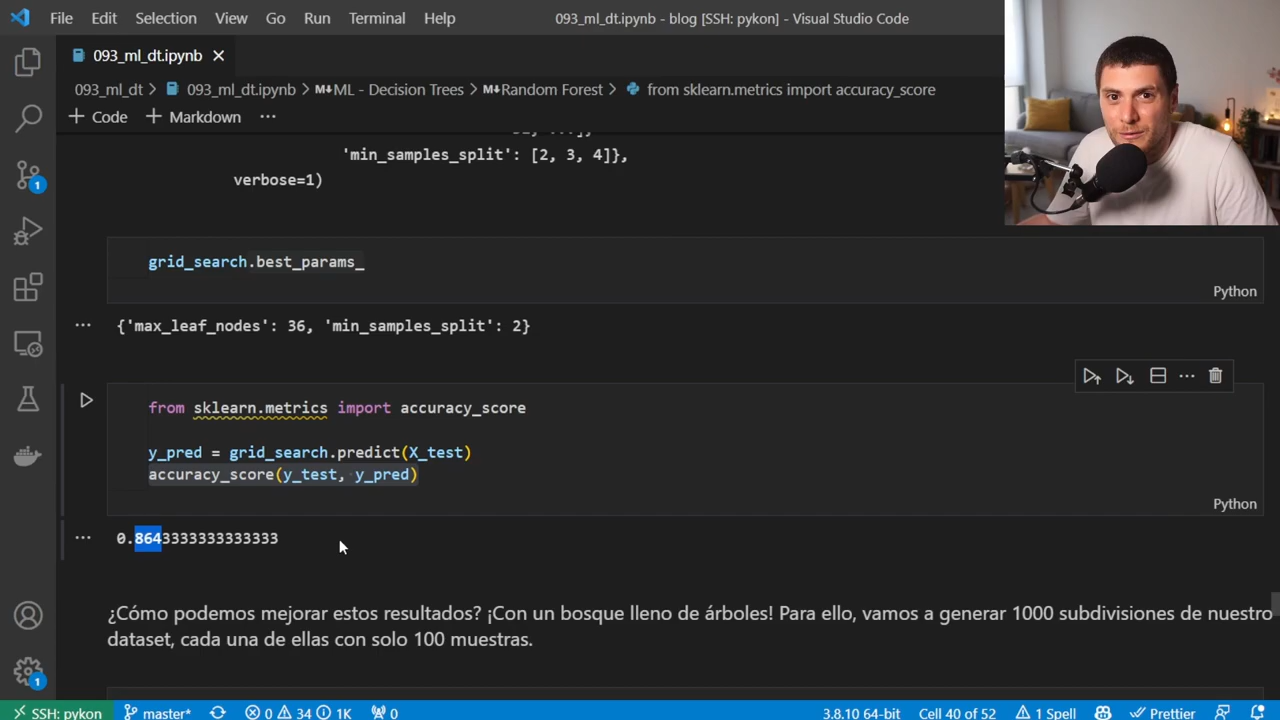 File Edit Selection View Go Run Terminal Help 093_ml_dt.ipynb - blog [SSH: pykon] - Visual Studio Code
093_ml_dt.ipynb
093_ml_dt > 093_ml_dt.ipynb > M↓ML - Decision Trees > M↓Random Forest > from sklearn.metrics import accuracy_score
+ Code + Markdown ···
'min_samples_split': [2, 3, 4]},
verbose=1)
grid_search.best_params_
Python
{'max_leaf_nodes': 36, 'min_samples_split': 2}
from sklearn.metrics import accuracy_score
y_pred = grid_search.predict(X_test)
accuracy_score(y_test, y_pred)
Python
0.8643333333333333
¿Cómo podemos mejorar estos resultados? ¡Con un bosque lleno de árboles! Para ello, vamos a generar 1000 subdivisiones de nuestro
dataset, cada una de ellas con solo 100 muestras.
1
1
SSH: pykon master* 0 34 1K 0 3.8.10 64-bit Cell 40 of 52 1 Spell Prettier